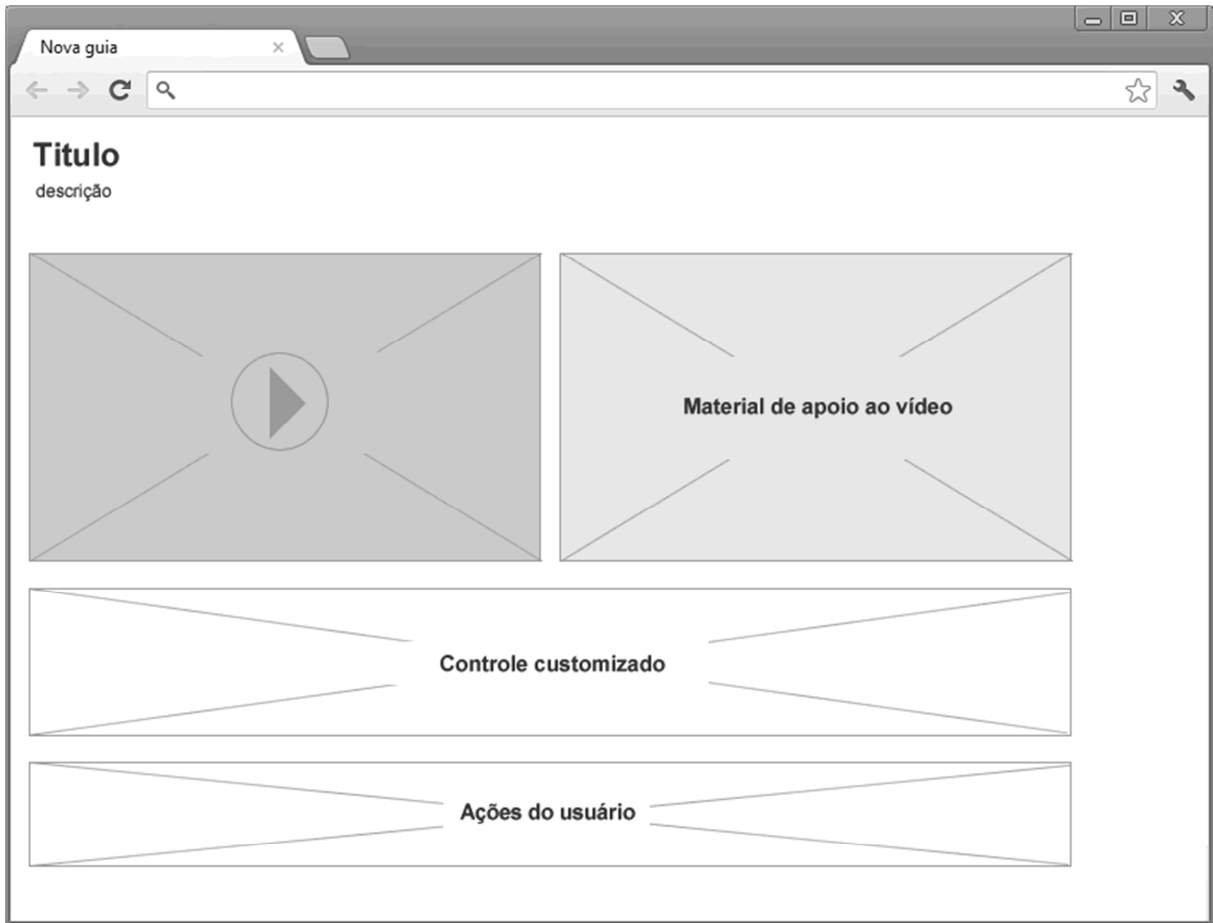 Nova guia
Titulo
descrição
Material de apoio ao vídeo
Controle customizado
Ações do usuário